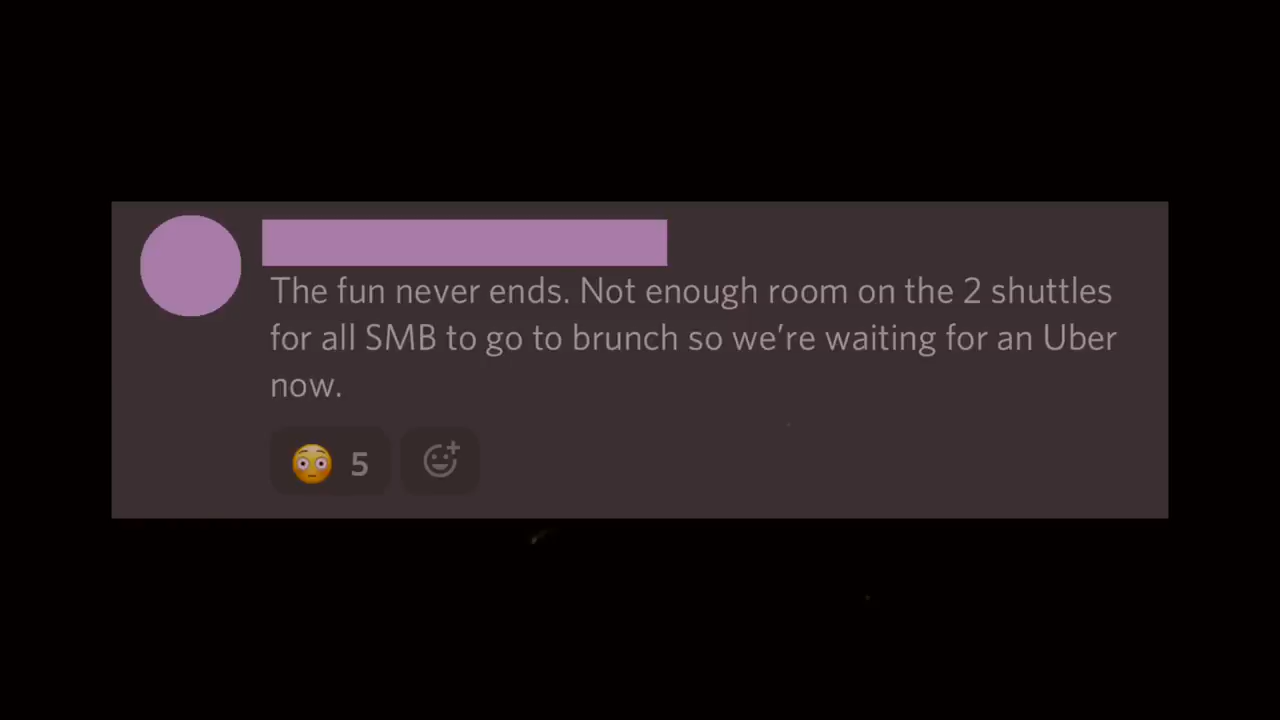 The fun never ends. Not enough room on the 2 shuttles
for all SMB to go to brunch so we’re waiting for an Uber
now.
5